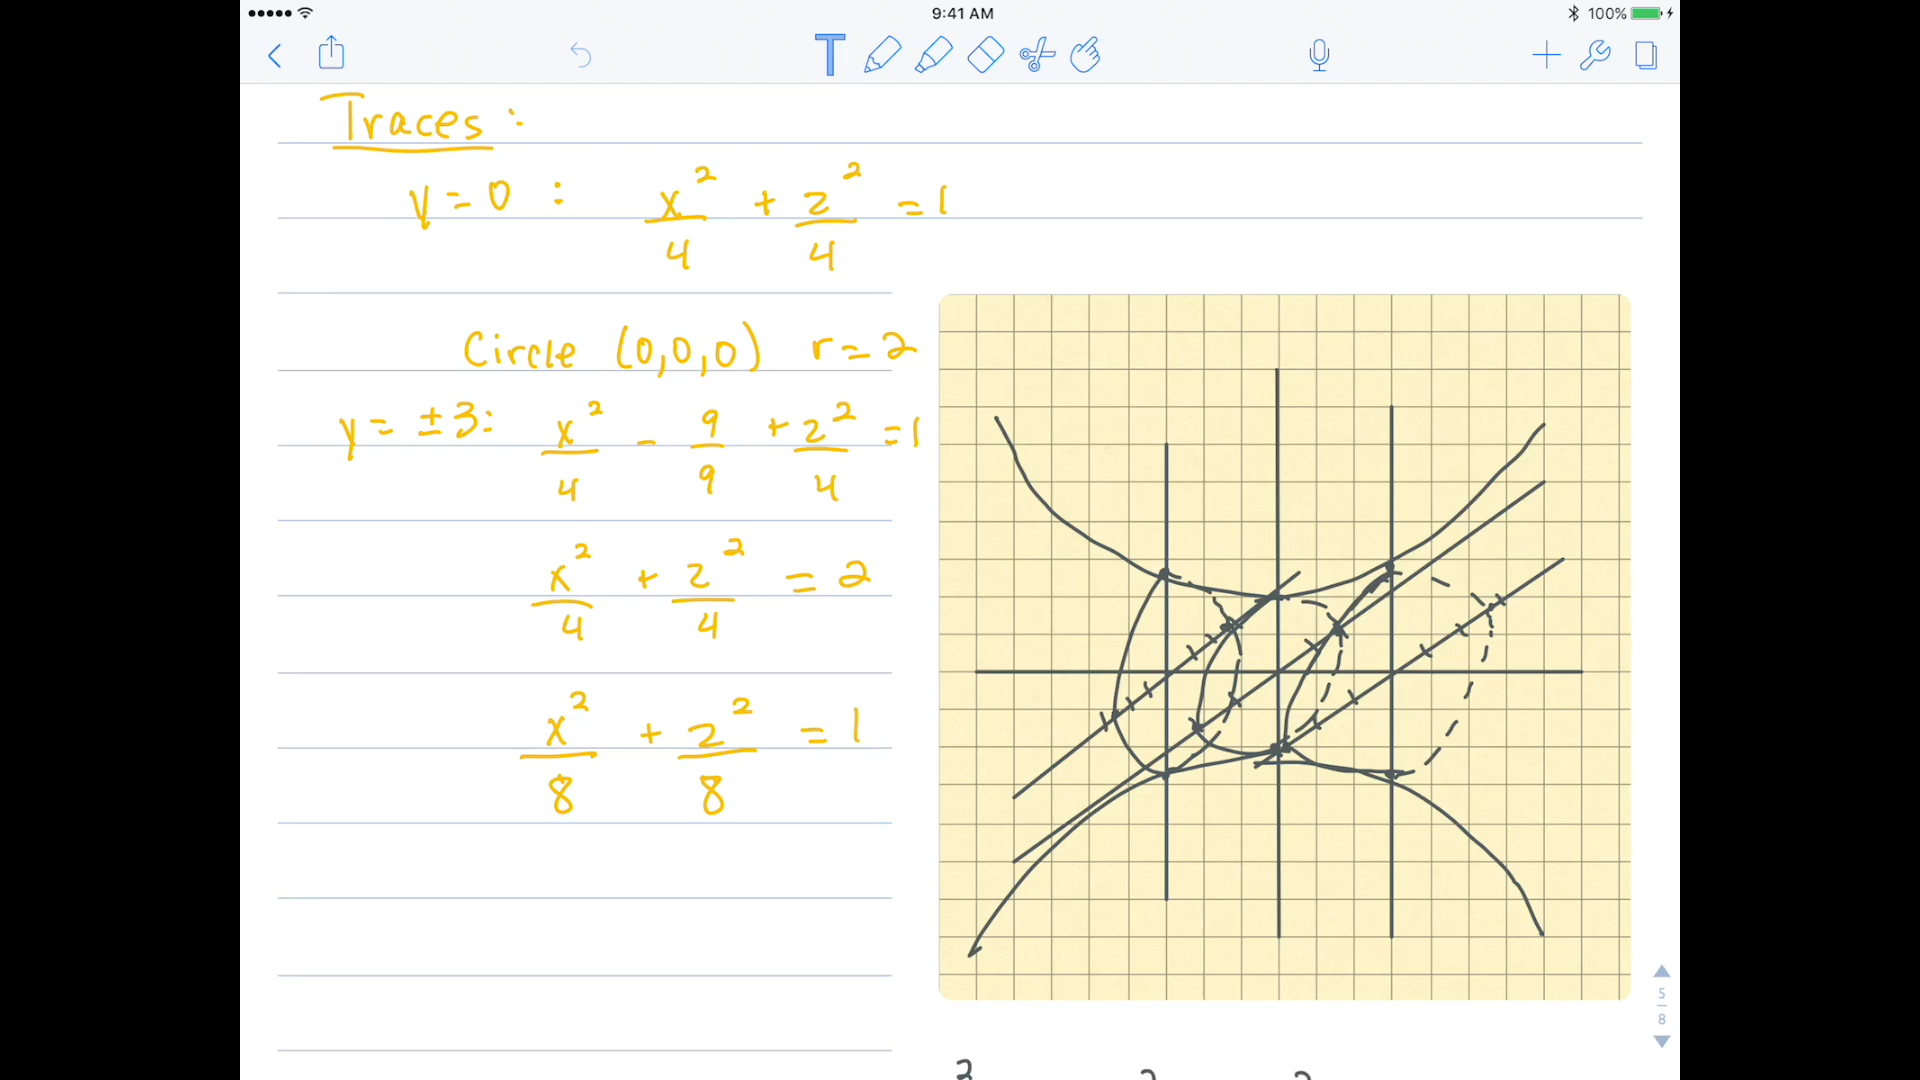 9:41 AM
100%
Traces:
y = 0 : x²/4 + z²/4 = 1
Circle (0,0,0) r = 2
y = ±3: x²/4 - 9/9 + z²/4 = 1
x²/4 + z²/4 = 2
x²/8 + z²/8 = 1
5
8